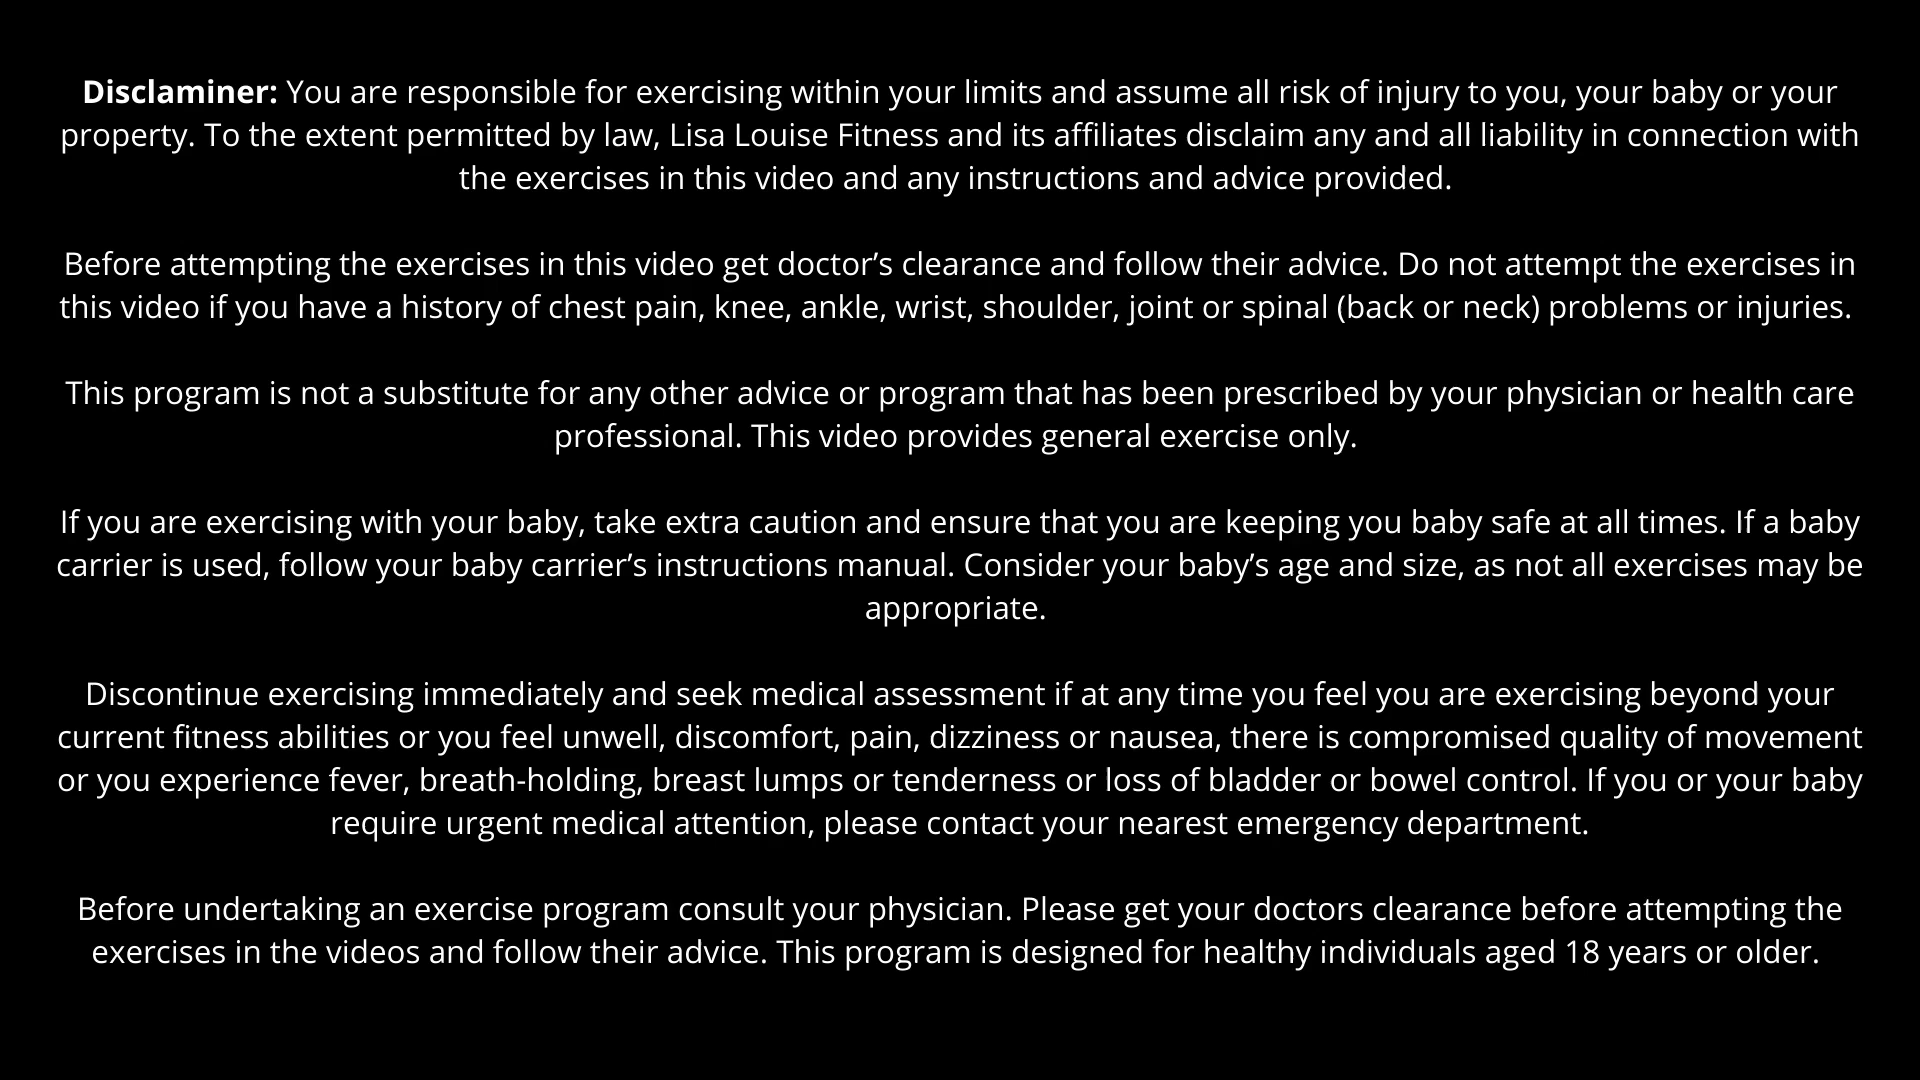 Disclaminer: You are responsible for exercising within your limits and assume all risk of injury to you, your baby or your
property. To the extent permitted by law, Lisa Louise Fitness and its affiliates disclaim any and all liability in connection with
the exercises in this video and any instructions and advice provided.
Before attempting the exercises in this video get doctor’s clearance and follow their advice. Do not attempt the exercises in
this video if you have a history of chest pain, knee, ankle, wrist, shoulder, joint or spinal (back or neck) problems or injuries.
This program is not a substitute for any other advice or program that has been prescribed by your physician or health care
professional. This video provides general exercise only.
If you are exercising with your baby, take extra caution and ensure that you are keeping you baby safe at all times. If a baby
carrier is used, follow your baby carrier’s instructions manual. Consider your baby’s age and size, as not all exercises may be
appropriate.
Discontinue exercising immediately and seek medical assessment if at any time you feel you are exercising beyond your
current fitness abilities or you feel unwell, discomfort, pain, dizziness or nausea, there is compromised quality of movement
or you experience fever, breath-holding, breast lumps or tenderness or loss of bladder or bowel control. If you or your baby
require urgent medical attention, please contact your nearest emergency department.
Before undertaking an exercise program consult your physician. Please get your doctors clearance before attempting the
exercises in the videos and follow their advice. This program is designed for healthy individuals aged 18 years or older.